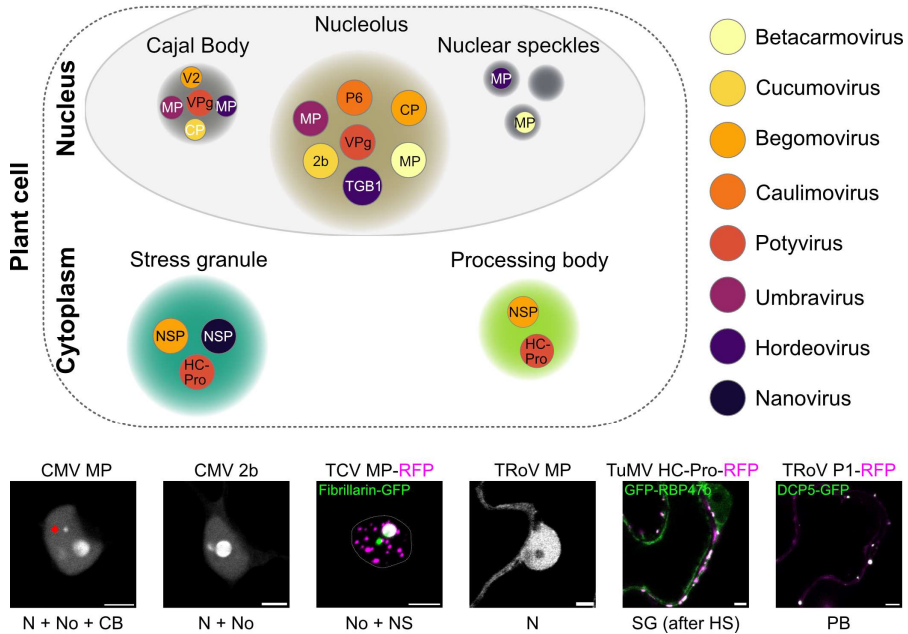 Plant cell
Nucleus
Cytoplasm
Cajal Body
Nucleolus
Nuclear speckles
V2
MP
VPg
MP
CP
P6
MP
CP
VPg
2b
MP
TGB1
MP
MP
Stress granule
Processing body
NSP
NSP
HC-
Pro
NSP
HC-
Pro
Betacarmovirus
Cucumovirus
Begomovirus
Caulimovirus
Potyvirus
Umbravirus
Hordeovirus
Nanovirus
CMV MP
N + No + CB
CMV 2b
N + No
TCV MP-RFP
Fibrillarin-GFP
No + NS
TRoV MP
N
TuMV HC-Pro-RFP
GFP-RBP47b
SG (after HS)
TRoV P1-RFP
DCP5-GFP
PB